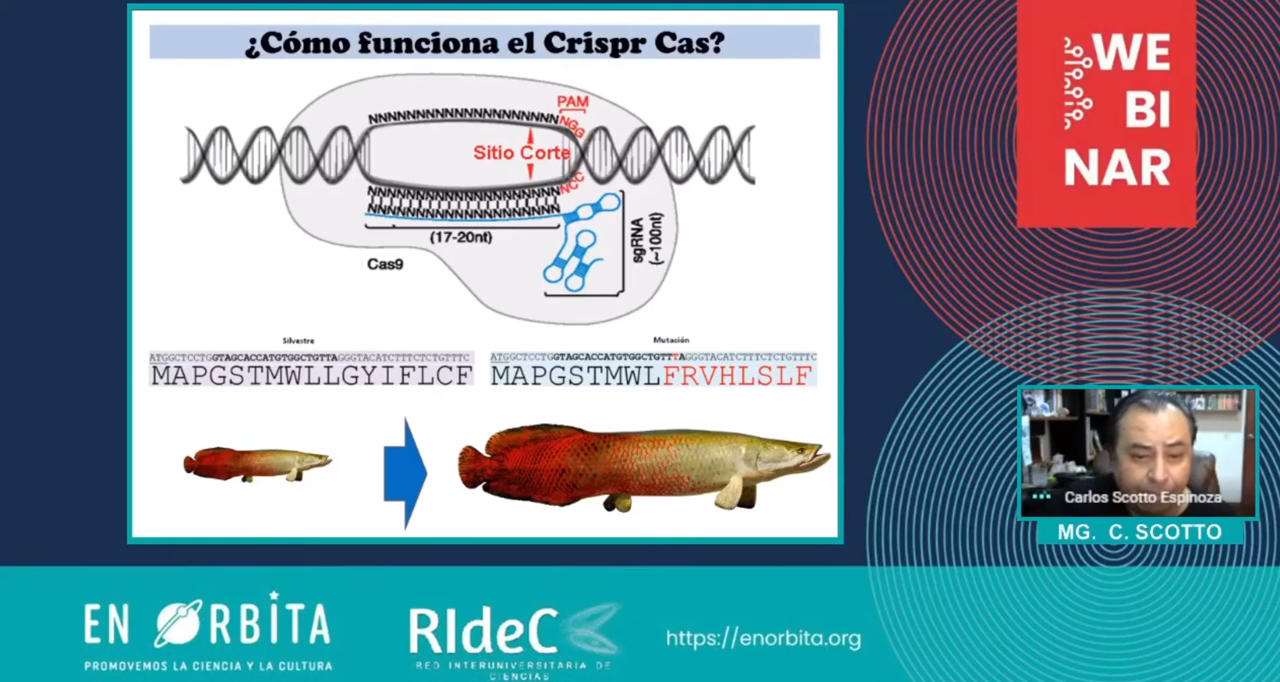 ¿Cómo funciona el Crispr Cas?
NNNNNNNNNNNNNNNNNNNN
PAM
NGG
Sitio Corte
NCC
NNNNNNNNNNNNNNNNNNNN
NNNNNNNNNNNNNNNNNNNN
(17-20nt)
sgRNA
(~100nt)
Cas9
Silvestre
ATGGCTCCTGGTAGCACCATGTGGCTGTTAGGGTACATCTTTCTCTGTTTC
MAPGSTMWLLGYIFLCF
Mutación
ATGGCTCCTGGTAGCACCATGTGGCTGTTTAGGGTACATCTTTCTCTGTTTC
MAPGSTMWLFRVHLSLF
WE
BI
NAR
Carlos Scotto Espinoza
MG. C. SCOTTO
EN ORBITA
PROMOVEMOS LA CIENCIA Y LA CULTURA
RIdeC
RED INTERUNIVERSITARIA DE
CIENCIAS
https://enorbita.org